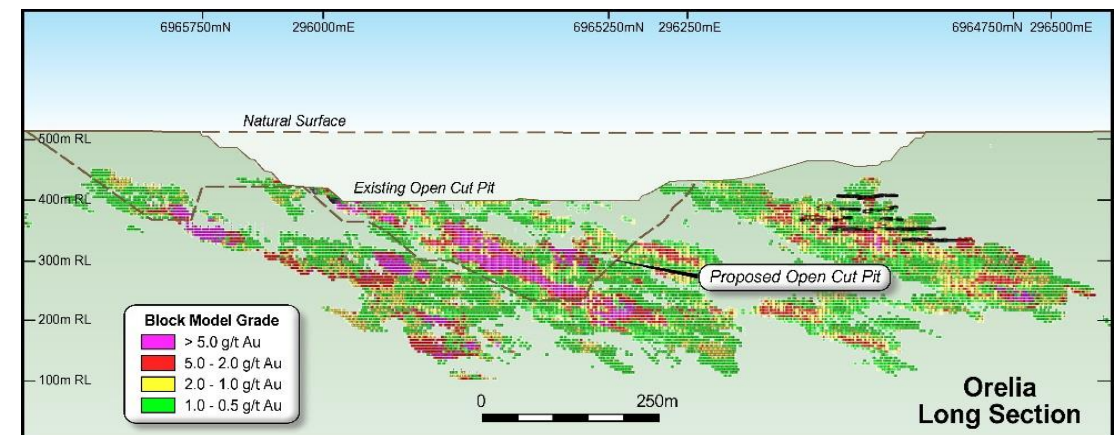 6965750mN 296000mE 6965250mN 296250mE 6964750mN 296500mE
Natural Surface
500m RL
Existing Open Cut Pit
400m RL
300m RL
Proposed Open Cut Pit
Block Model Grade
> 5.0 g/t Au
5.0 - 2.0 g/t Au
2.0 - 1.0 g/t Au
1.0 - 0.5 g/t Au
200m RL
100m RL
0 250m
Orelia
Long Section